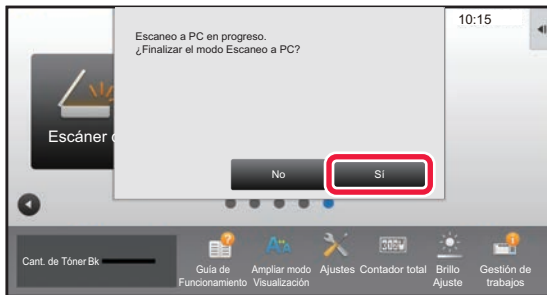 10:15
Escaneo a PC en progreso.
¿Finalizar el modo Escaneo a PC?
Escáner
No
Sí
Cant. de Tóner Bk
Guía de
Funcionamiento
Ampliar modo
Visualización
Ajustes
Contador total
Brillo
Ajuste
Gestión de
trabajos